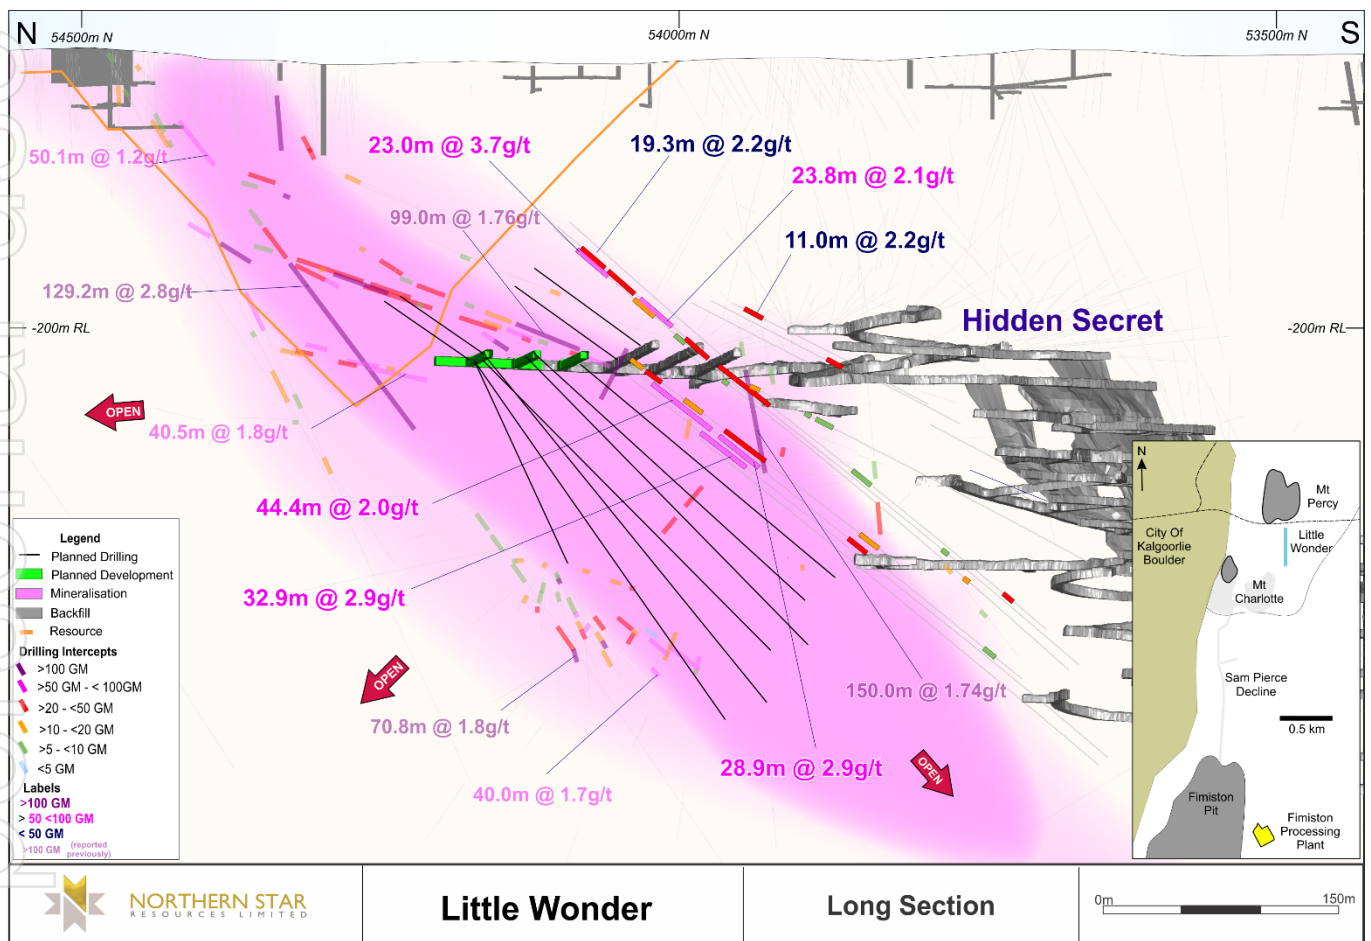 N
54500m N
54000m N
53500m N
S
50.1m @ 1.2g/t
23.0m @ 3.7g/t
19.3m @ 2.2g/t
23.8m @ 2.1g/t
99.0m @ 1.76g/t
11.0m @ 2.2g/t
129.2m @ 2.8g/t
-200m RL
Hidden Secret
-200m RL
OPEN
40.5m @ 1.8g/t
44.4m @ 2.0g/t
32.9m @ 2.9g/t
OPEN
70.8m @ 1.8g/t
40.0m @ 1.7g/t
150.0m @ 1.74g/t
28.9m @ 2.9g/t
OPEN
Legend
Planned Drilling
Planned Development
Mineralisation
Backfill
Resource
Drilling Intercepts
>100 GM
>50 GM - < 100GM
>20 - <50 GM
>10 - <20 GM
>5 - <10 GM
<5 GM
Labels
>100 GM
> 50 <100 GM
< 50 GM
>100 GM (reported
previously)
N
Mt
Percy
City Of
Kalgoorlie
Boulder
Little
Wonder
Mt
Charlotte
Sam Pierce
Decline
0.5 km
Fimiston
Pit
Fimiston
Processing
Plant
NORTHERN STAR
RESOURCES LIMITED
Little Wonder
Long Section
0m
150m